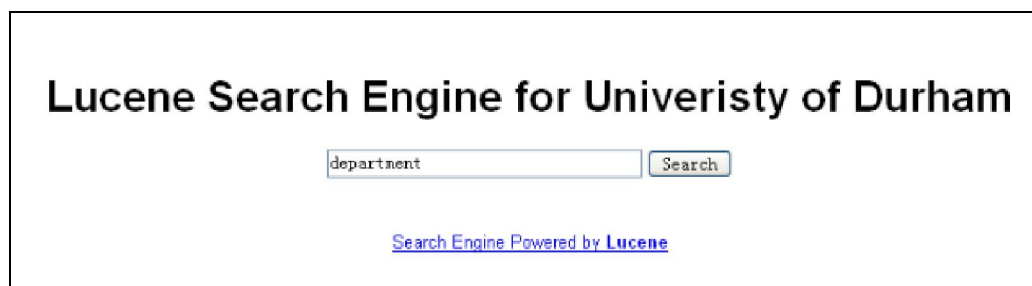 Lucene Search Engine for Univeristy of Durham
department Search
Search Engine Powered by Lucene